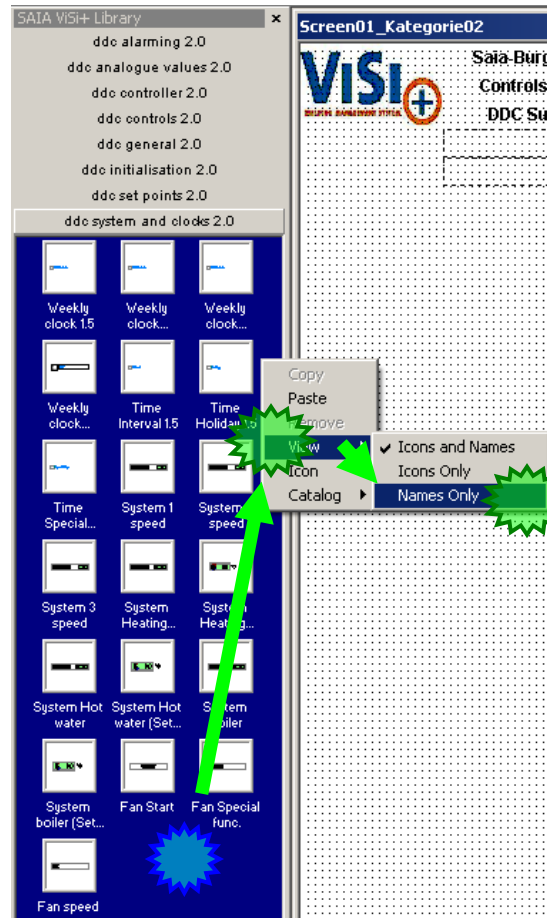 SAIA ViSi+ Library
ddc alarming 2.0
ddc analogue values 2.0
ddc controller 2.0
ddc controls 2.0
ddc general 2.0
ddc initialisation 2.0
ddc set points 2.0
ddc system and clocks 2.0
Weekly clock 1.5
Weekly clock...
Weekly clock...
Weekly clock...
Time Interval 1.5
Time Holiday 1.5
Time Special...
System 1 speed
System speed
System 3 speed
System Heating...
System Heating...
System Hot water
System Hot water (Set...
System boiler
System boiler (Set...
Fan Start
Fan Special func.
Fan speed
Screen01_Kategorie02
ViSi+
Saia-Burg
Controls
DDC Su
Copy
Paste
Remove
View
Icon
Catalog
Icons and Names
Icons Only
Names Only